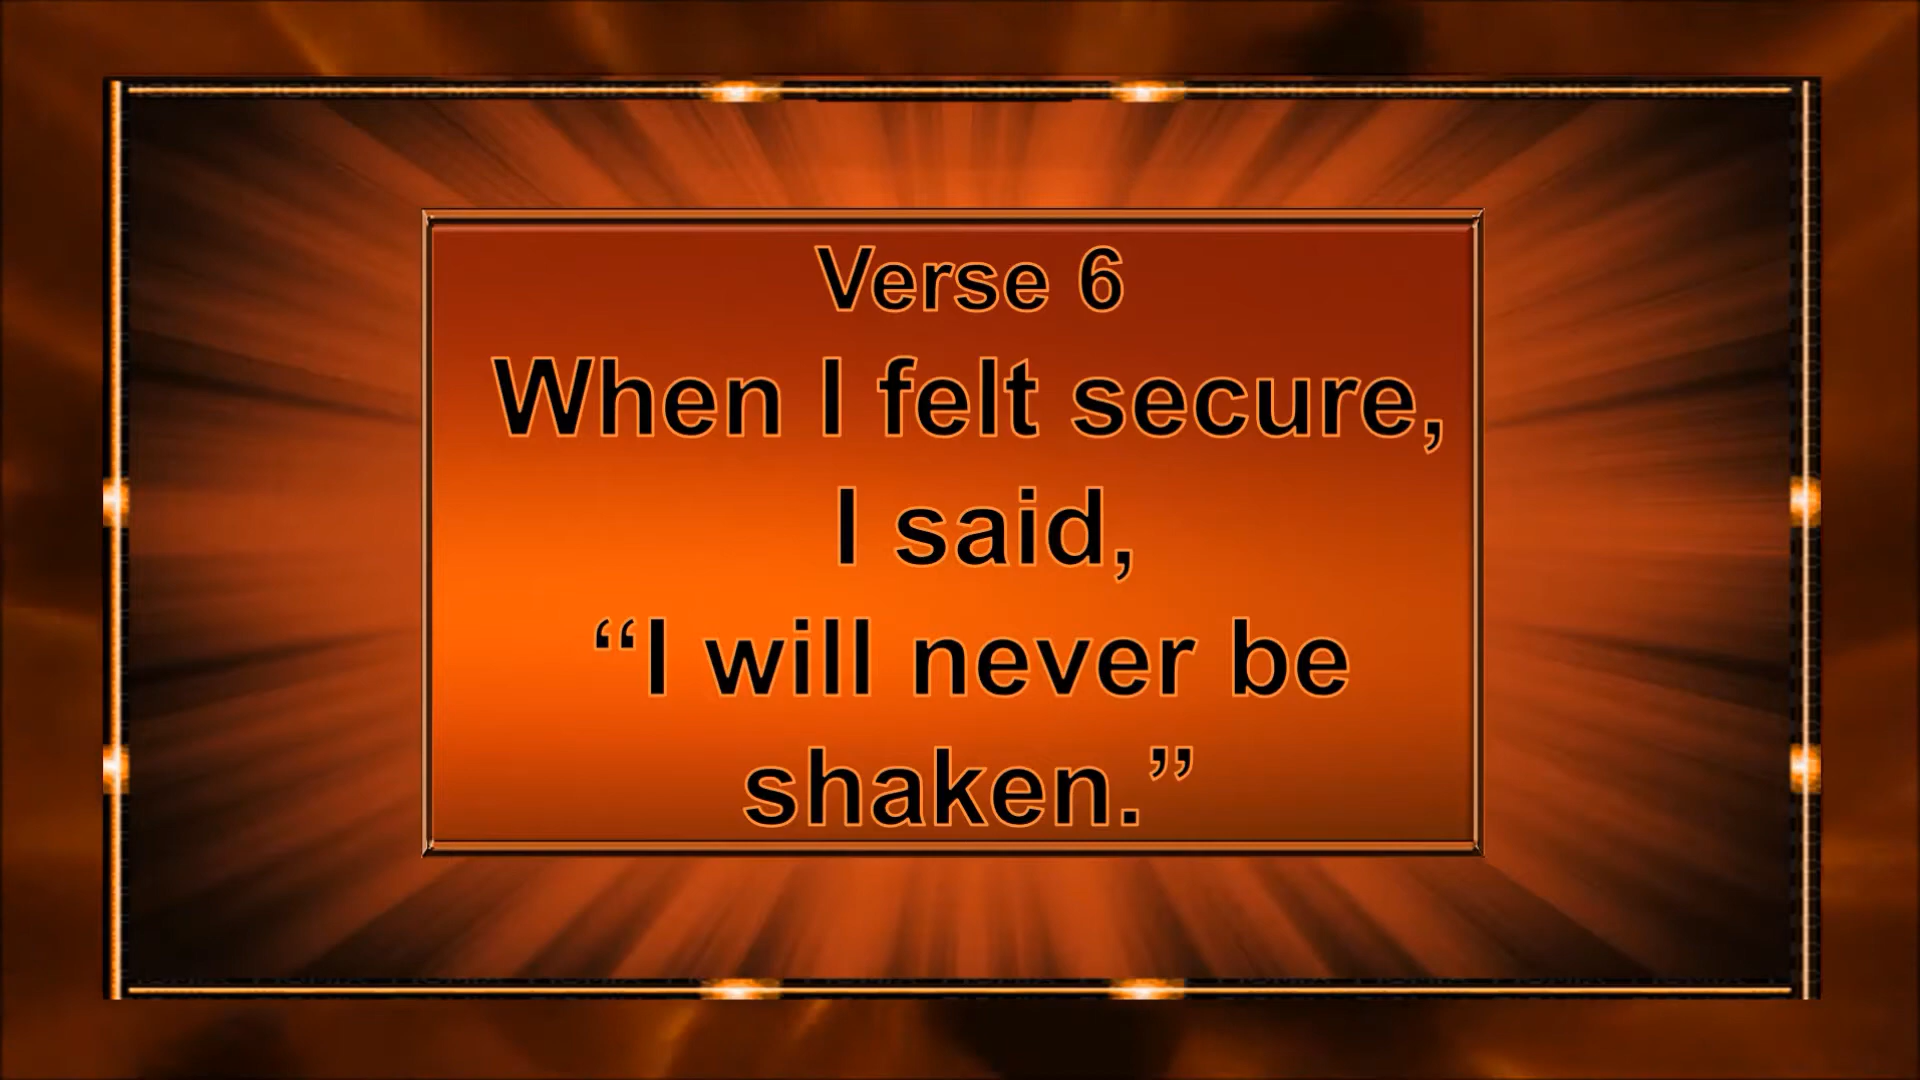 Verse 6
When I felt secure,
I said,
“I will never be
shaken.”